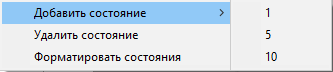 Добавить состояние > 1
Удалить состояние 5
Форматировать состояния 10